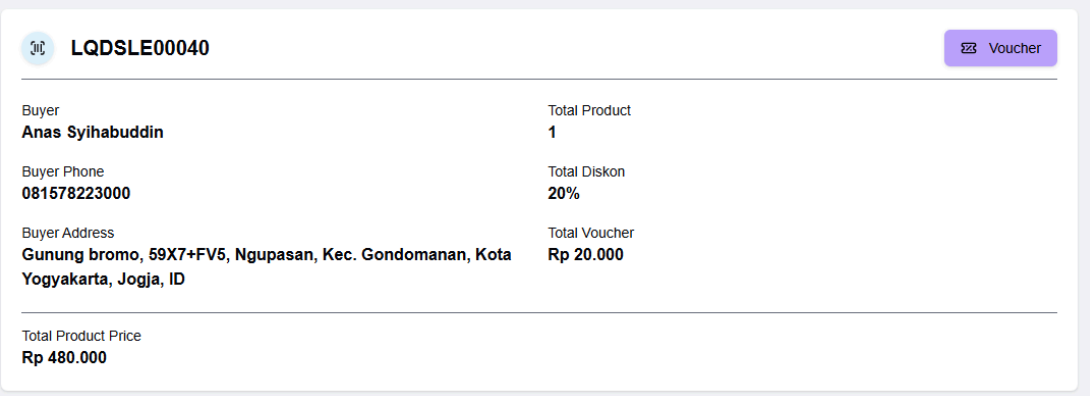 LQDSLE00040
Voucher
Buyer
Anas Syihabuddin
Total Product
1
Buyer Phone
081578223000
Total Diskon
20%
Buyer Address
Gunung bromo, 59X7+FV5, Ngupasan, Kec. Gondomanan, Kota
Yogyakarta, Jogja, ID
Total Voucher
Rp 20.000
Total Product Price
Rp 480.000